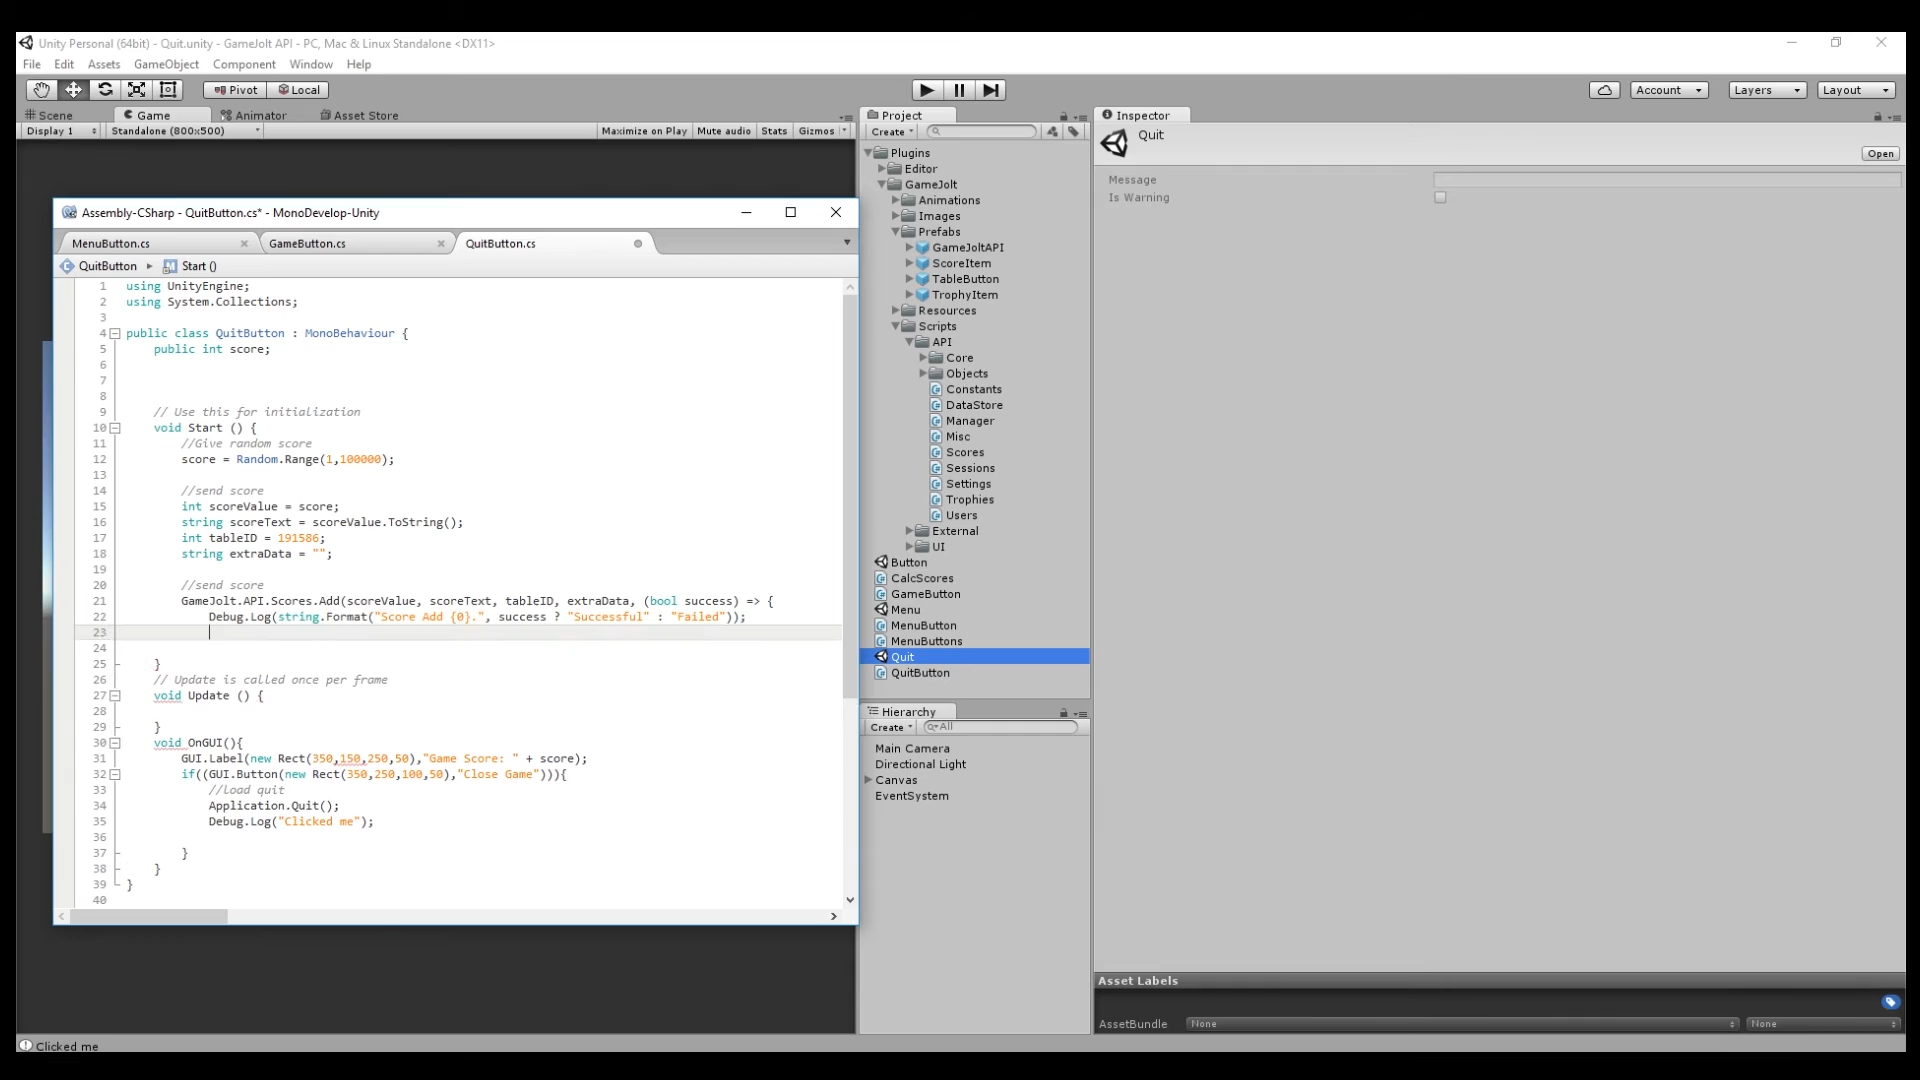 Unity Personal (64bit) - Quit.unity - GameJolt API - PC, Mac & Linux Standalone <DX11>
File Edit Assets GameObject Component Window Help
Pivot Local Account Layers Layout
Scene Game Animator Asset Store
Display 1 Standalone (800x500) Maximize on Play Mute audio Stats Gizmos
Assembly-CSharp - QuitButton.cs* - MonoDevelop-Unity
MenuButton.cs GameButton.cs QuitButton.cs
QuitButton Start ()
1 using UnityEngine;
2 using System.Collections;
3
4 public class QuitButton : MonoBehaviour {
5 public int score;
6
7
8
9 // Use this for initialization
10 void Start () {
11 //Give random score
12 score = Random.Range(1,100000);
13
14 //send score
15 int scoreValue = score;
16 string scoreText = scoreValue.ToString();
17 int tableID = 191586;
18 string extraData = "";
19
20 //send score
21 GameJolt.API.Scores.Add(scoreValue, scoreText, tableID, extraData, (bool success) => {
22 Debug.Log(string.Format("Score Add {0}.", success ? "Successful" : "Failed"));
23
24
25 }
26 // Update is called once per frame
27 void Update () {
28
29 }
30 void OnGUI(){
31 GUI.Label(new Rect(350,150,250,50),"Game Score: " + score);
32 if((GUI.Button(new Rect(350,250,100,50),"Close Game"))){
33 //load quit
34 Application.Quit();
35 Debug.Log("Clicked me");
36
37 }
38 }
39 }
40
Project
Create
Plugins
Editor
GameJolt
Animations
Images
Prefabs
GameJoltAPI
ScoreItem
TableButton
TrophyItem
Resources
Scripts
API
Core
Objects
Constants
DataStore
Manager
Misc
Scores
Sessions
Settings
Trophies
Users
External
UI
Button
CalcScores
GameButton
Menu
MenuButton
MenuButtons
Quit
QuitButton
Hierarchy
Create All
Main Camera
Directional Light
Canvas
EventSystem
Inspector
Quit
Open
Message
Is Warning
Asset Labels
AssetBundle None None
Clicked me